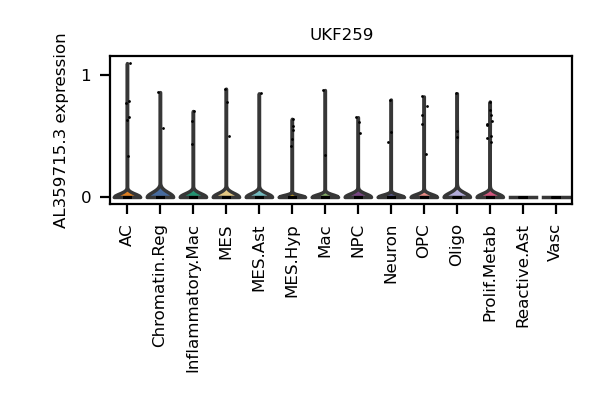 UKF259
AL359715.3 expression
1
0
AC
Chromatin.Reg
Inflammatory.Mac
MES
MES.Ast
MES.Hyp
Mac
NPC
Neuron
OPC
Oligo
Prolif.Metab
Reactive.Ast
Vasc